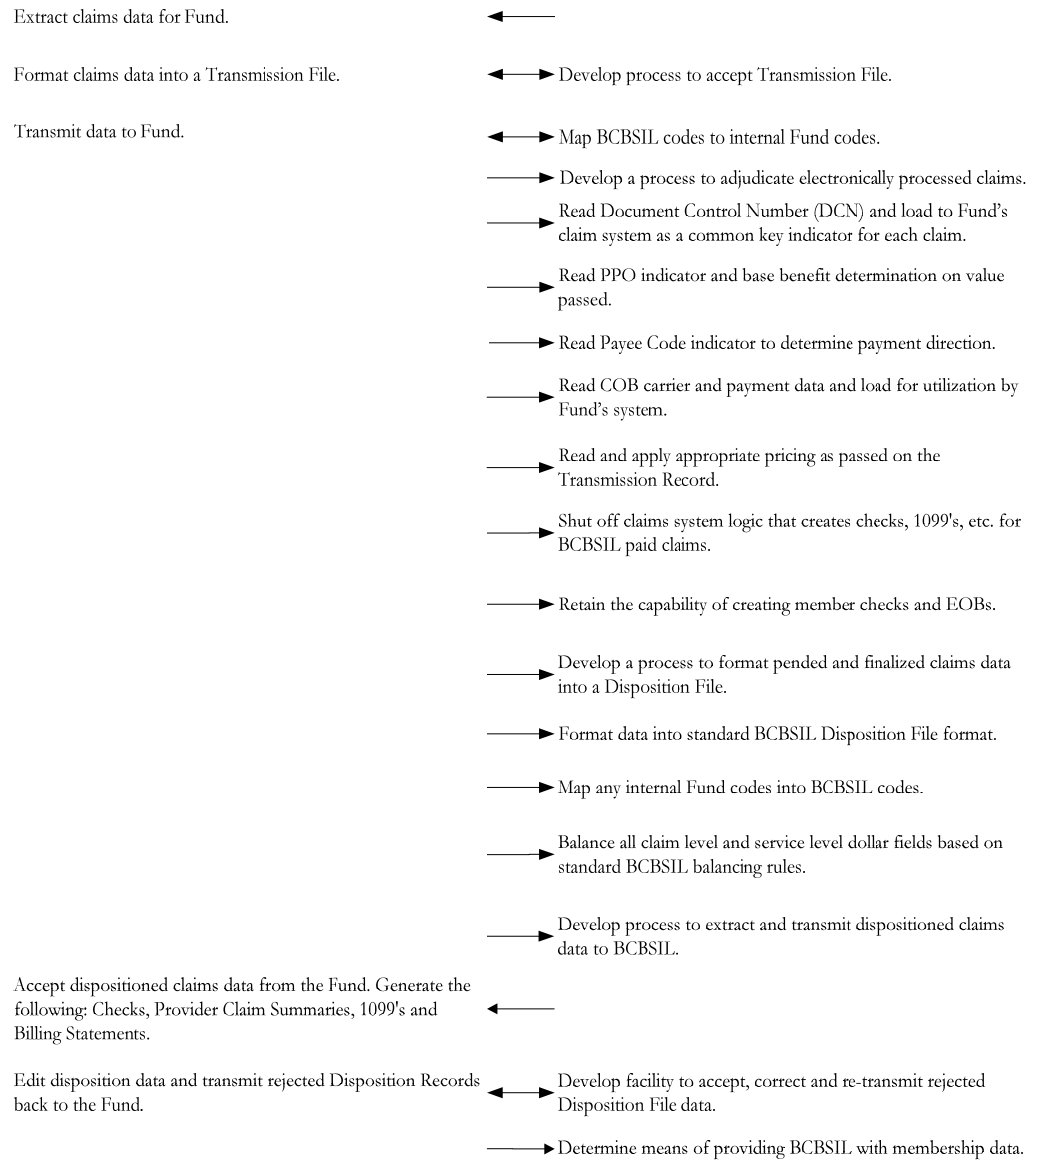 Extract claims data for Fund.
Format claims data into a Transmission File.
Develop process to accept Transmission File.
Transmit data to Fund.
Map BCBSIL codes to internal Fund codes.
Develop a process to adjudicate electronically processed claims.
Read Document Control Number (DCN) and load to Fund's
claim system as a common key indicator for each claim.
Read PPO indicator and base benefit determination on value
passed.
Read Payee Code indicator to determine payment direction.
Read COB carrier and payment data and load for utilization by
Fund's system.
Read and apply appropriate pricing as passed on the
Transmission Record.
Shut off claims system logic that creates checks, 1099's, etc. for
BCBSIL paid claims.
Retain the capability of creating member checks and EOBs.
Develop a process to format pended and finalized claims data
into a Disposition File.
Format data into standard BCBSIL Disposition File format.
Map any internal Fund codes into BCBSIL codes.
Balance all claim level and service level dollar fields based on
standard BCBSIL balancing rules.
Develop process to extract and transmit dispositioned claims
data to BCBSIL.
Accept dispositioned claims data from the Fund. Generate the
following: Checks, Provider Claim Summaries, 1099's and
Billing Statements.
Edit disposition data and transmit rejected Disposition Records
back to the Fund.
Develop facility to accept, correct and re-transmit rejected
Disposition File data.
Determine means of providing BCBSIL with membership data.